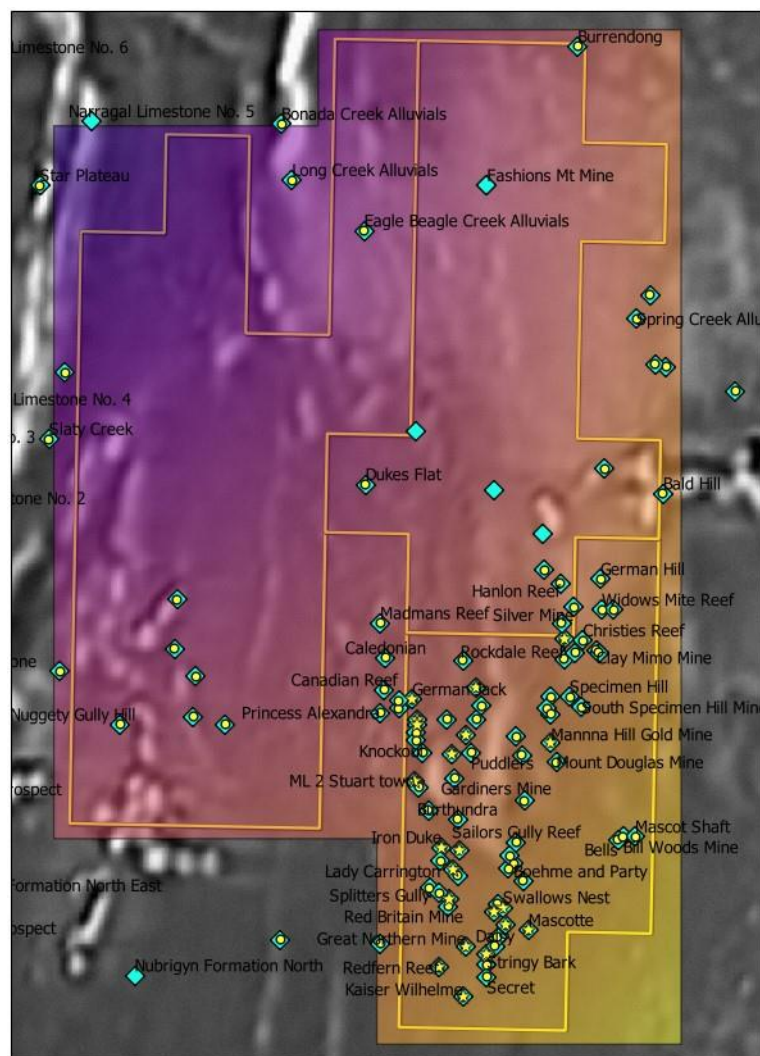 Burrendong
Limestone No. 6
Narragal Limestone No. 5
Bonada Creek Alluvials
Star Plateau
Long Creek Alluvials
Fashions Mt Mine
Eagle Beagle Creek Alluvials
Spring Creek Allu
Limestone No. 4
Slaty Creek
o. 3
Dukes Flat
Bald Hill
tone No. 2
German Hill
Hanlon Reef
Widows Mite Reef
Madmans Reef
Silver Mine
Christies Reef
Caledonian
Rockdale Reef
Clay Mimo Mine
one
Canadian Reef
German Jack
Specimen Hill
Nuggety Gully Hill
Princess Alexandra
South Specimen Hill Mine
Mannna Hill Gold Mine
Knockout
Puddlers
Mount Douglas Mine
ML 2 Stuart town
Gardiners Mine
rospect
Burthundra
Sailors Gully Reef
Mascot Shaft
Iron Duke
Bells
Bill Woods Mine
Lady Carrington
Boehme and Party
Formation North East
Splitters Gully
Swallows Nest
Red Britain Mine
Mascotte
ospect
Great Northern Mine
Nubrigyn Formation North
Redfern Reef
Stringy Bark
Kaiser Wilhelme
Secret